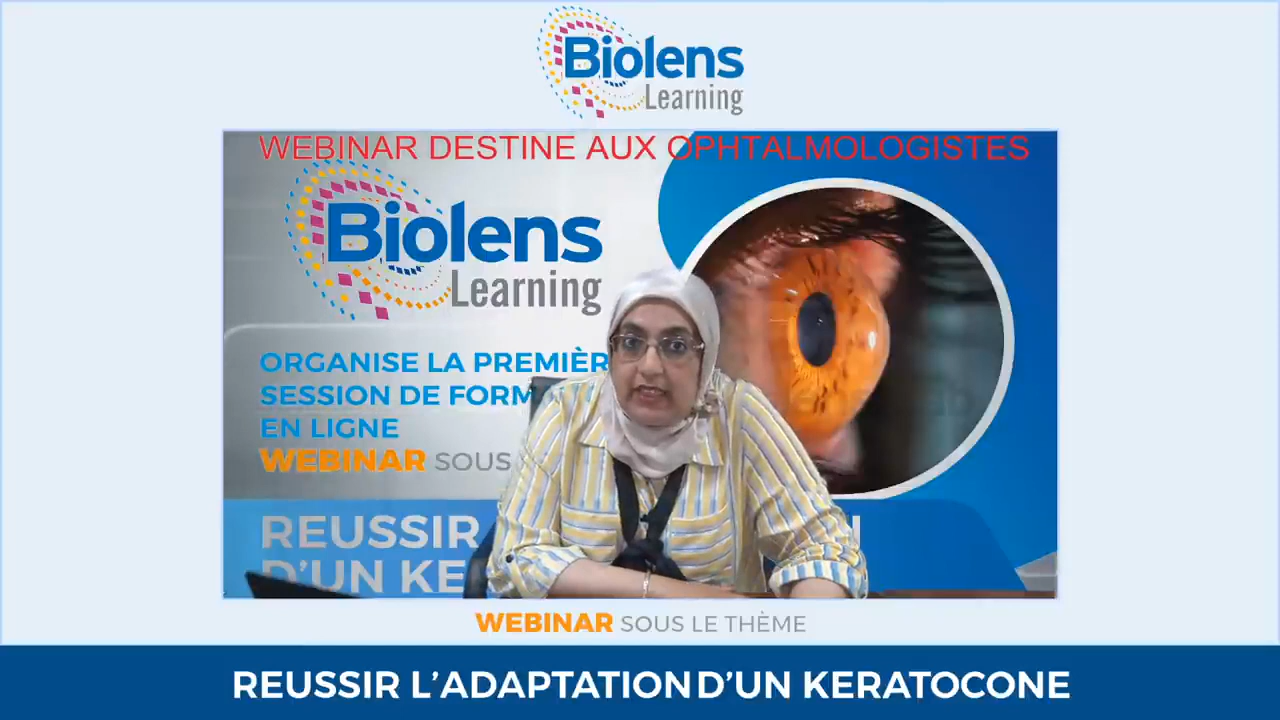 Biolens
Learning
WEBINAR DESTINE AUX OPHTALMOLOGISTES
Biolens
Learning
ORGANISE LA PREMIÈR
SESSION DE FORM
EN LIGNE
WEBINAR SOUS
REUSSIR
D'UN KE
WEBINAR SOUS LE THÈME
REUSSIR L'ADAPTATION D'UN KERATOCONE